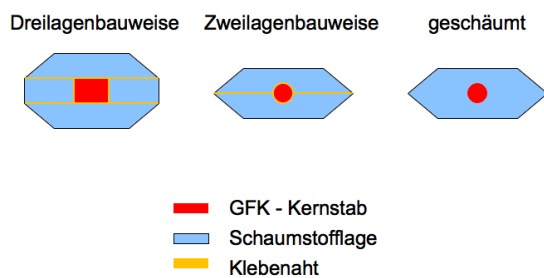 Dreilagenbauweise
Zweilagenbauweise
geschäumt
GFK - Kernstab
Schaumstofflage
Klebenaht